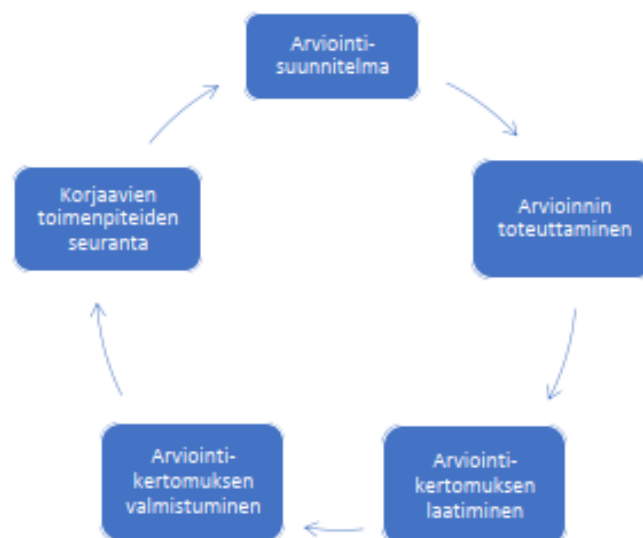 Arviointi-
suunnitelma
Arvioinnin
toteuttaminen
Arviointi-
kertomuksen
laatiminen
Arviointi-
kertomuksen
valmistuminen
Korjaavien
toimenpiteiden
seuranta